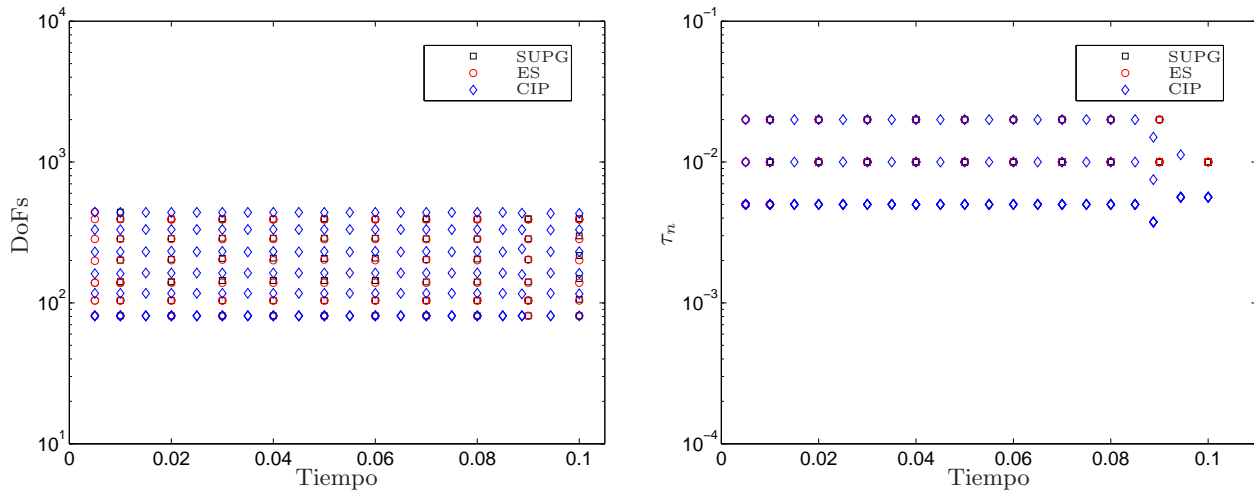 10^4
10^3
10^2
10^1
DoFs
0
0.02
0.04
0.06
0.08
0.1
Tiempo
SUPG
ES
CIP
10^{-1}
10^{-2}
10^{-3}
10^{-4}
τ_n
0
0.02
0.04
0.06
0.08
0.1
Tiempo
SUPG
ES
CIP